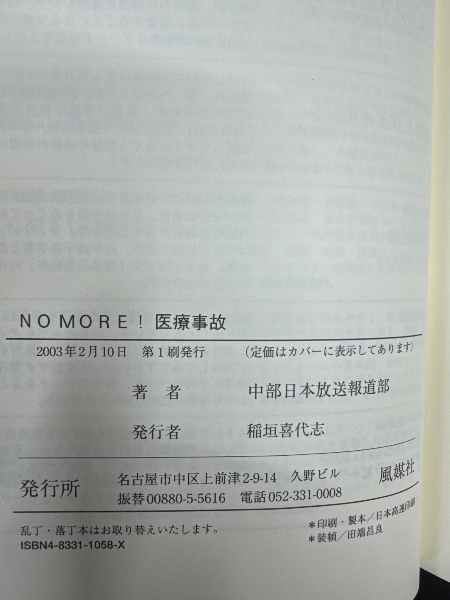 NO MORE! 医療事故
2003年2月10日 第1刷発行 (定価はカバーに表示してあります)
著者 中部日本放送報道部
発行者 稲垣喜代志
発行所 名古屋市中区上前津2-9-14 久野ビル 風媒社
振替00880-5-5616 電話052-331-0008
乱丁・落丁本はお取り替えいたします。 *印刷・製本/日本高速印刷
ISBN4-8331-1058-X *装幀/田端昌良